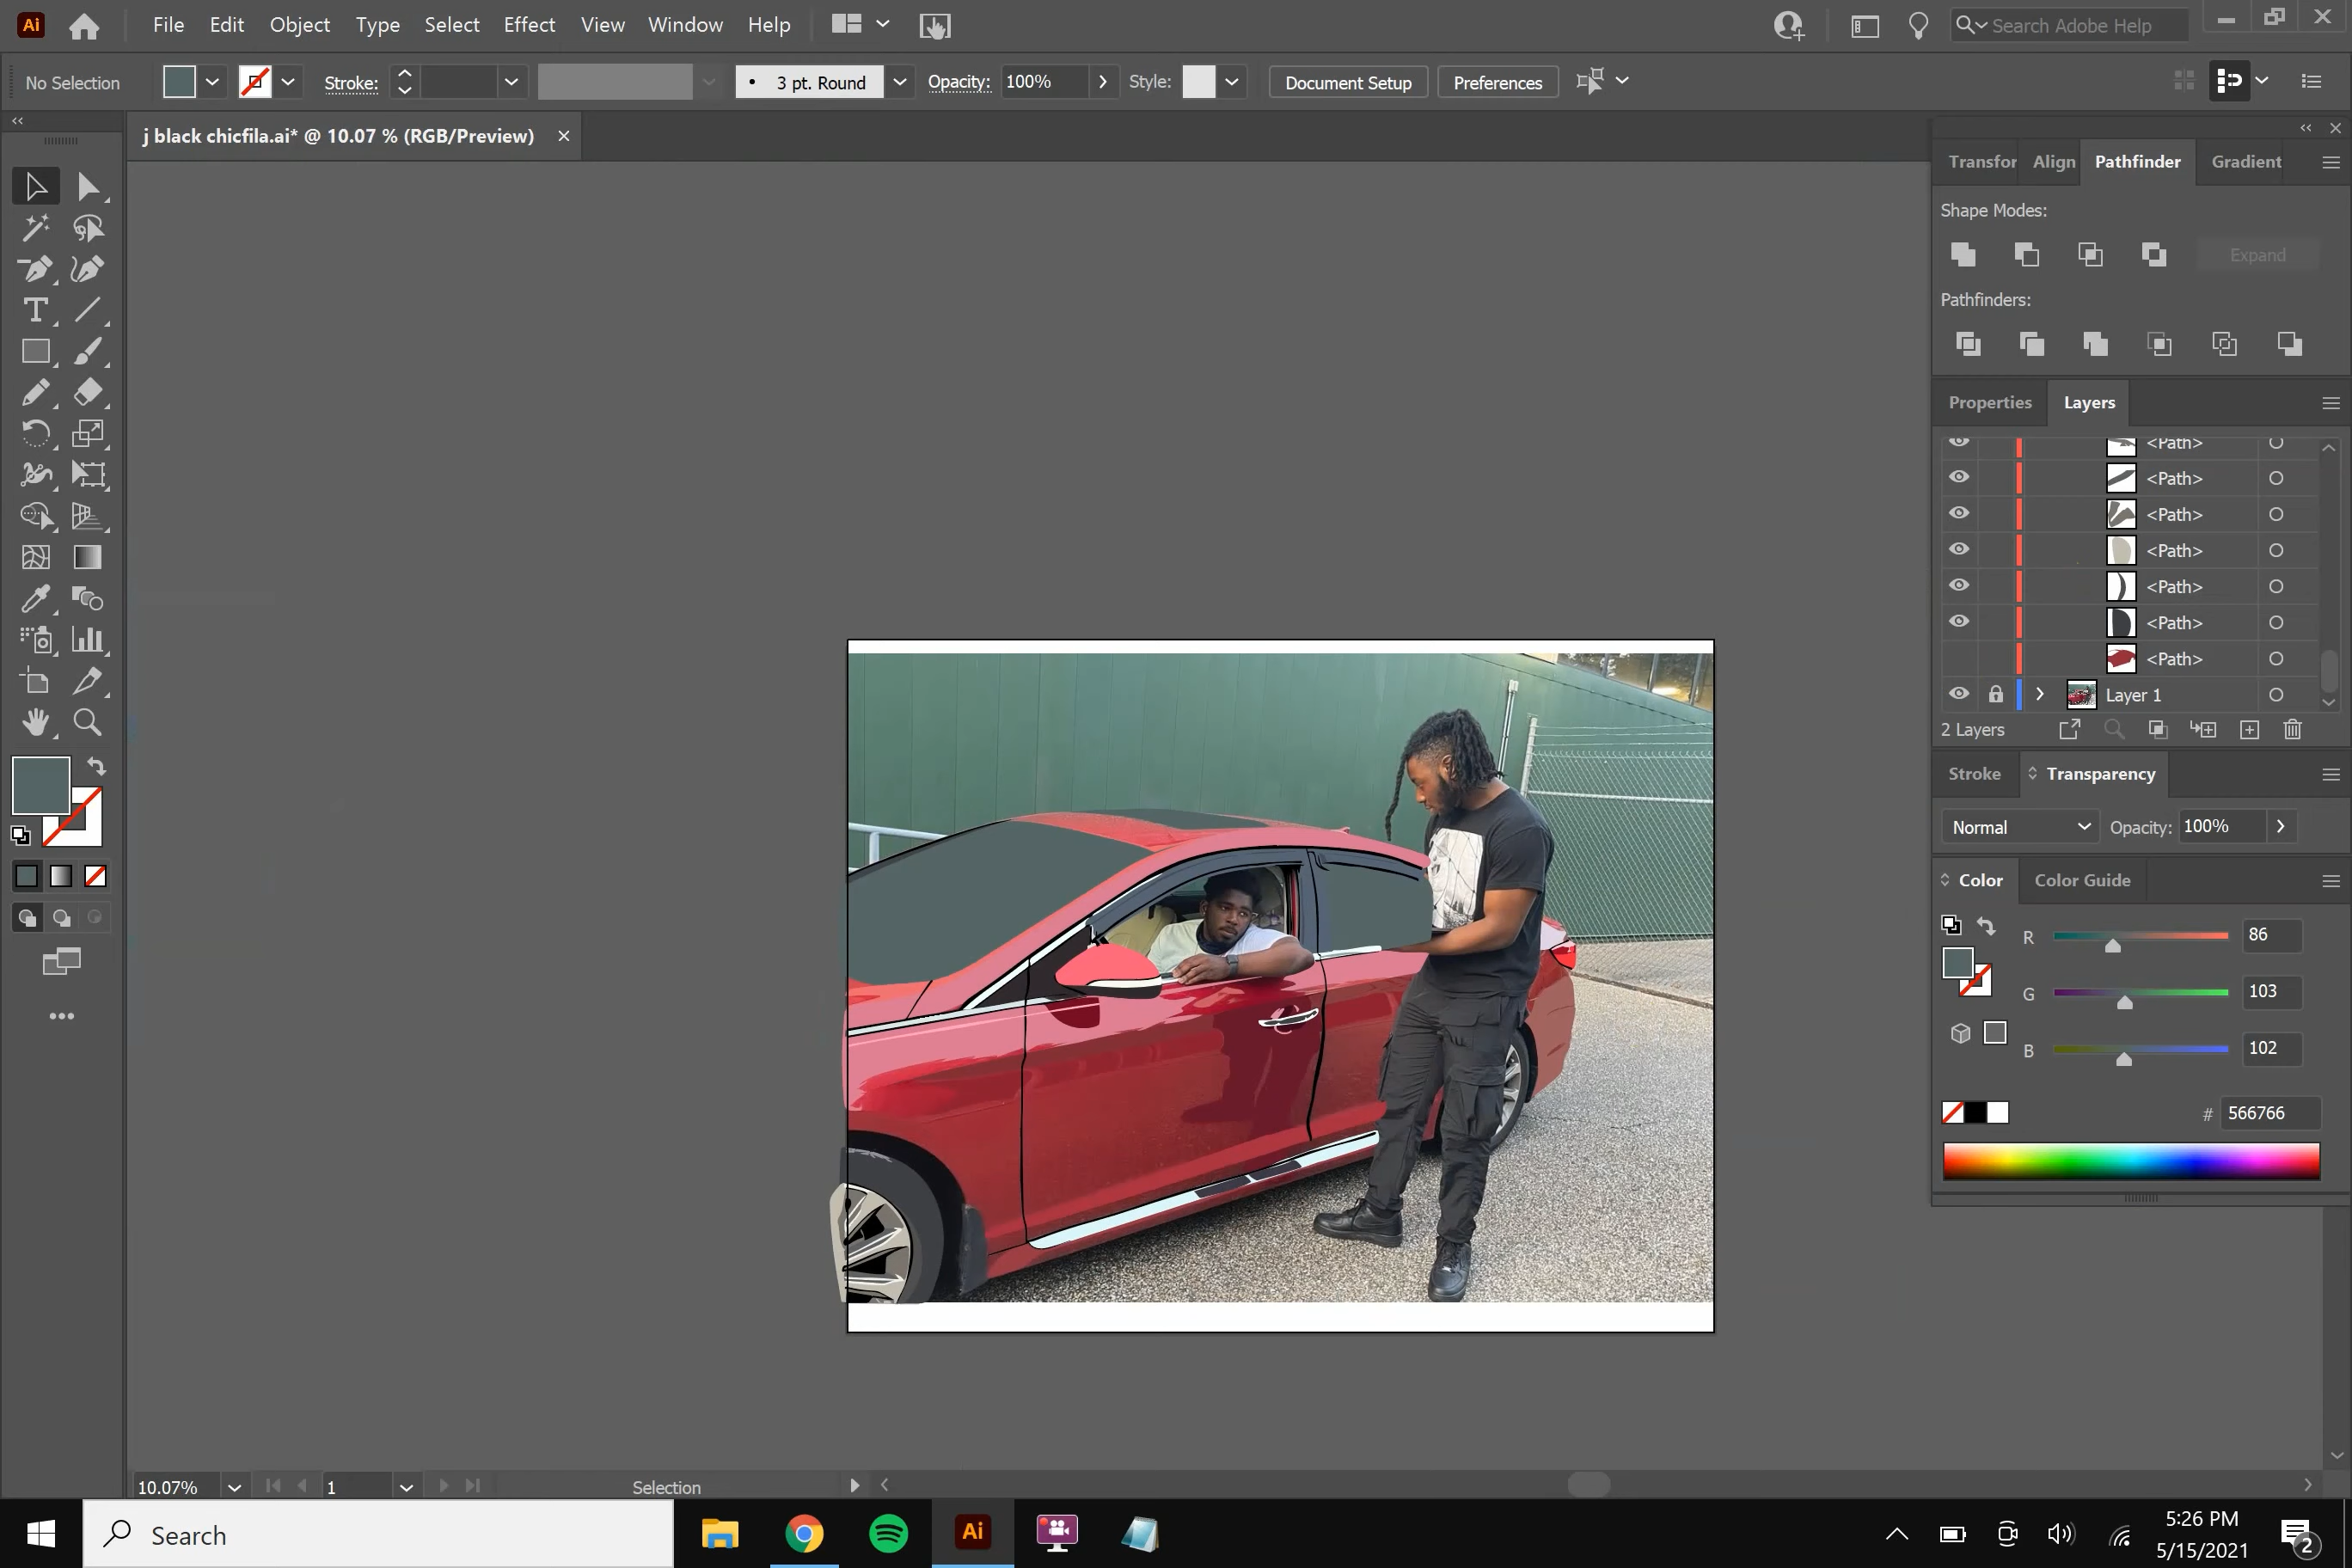 Ai File Edit Object Type Select Effect View Window Help Search Adobe Help
No Selection Stroke: 3 pt. Round Opacity: 100% Style: Document Setup Preferences
j black chicfila.ai* @ 10.07 % (RGB/Preview)
Transfor Align Pathfinder Gradient
Shape Modes:
Expand
Pathfinders:
Properties Layers
<Path>
<Path>
<Path>
<Path>
<Path>
<Path>
<Path>
Layer 1
2 Layers
Stroke Transparency
Normal Opacity: 100%
Color Color Guide
R 86
G 103
B 102
# 566766
10.07% 1 Selection
Search Ai 5:26 PM
5/15/2021 2